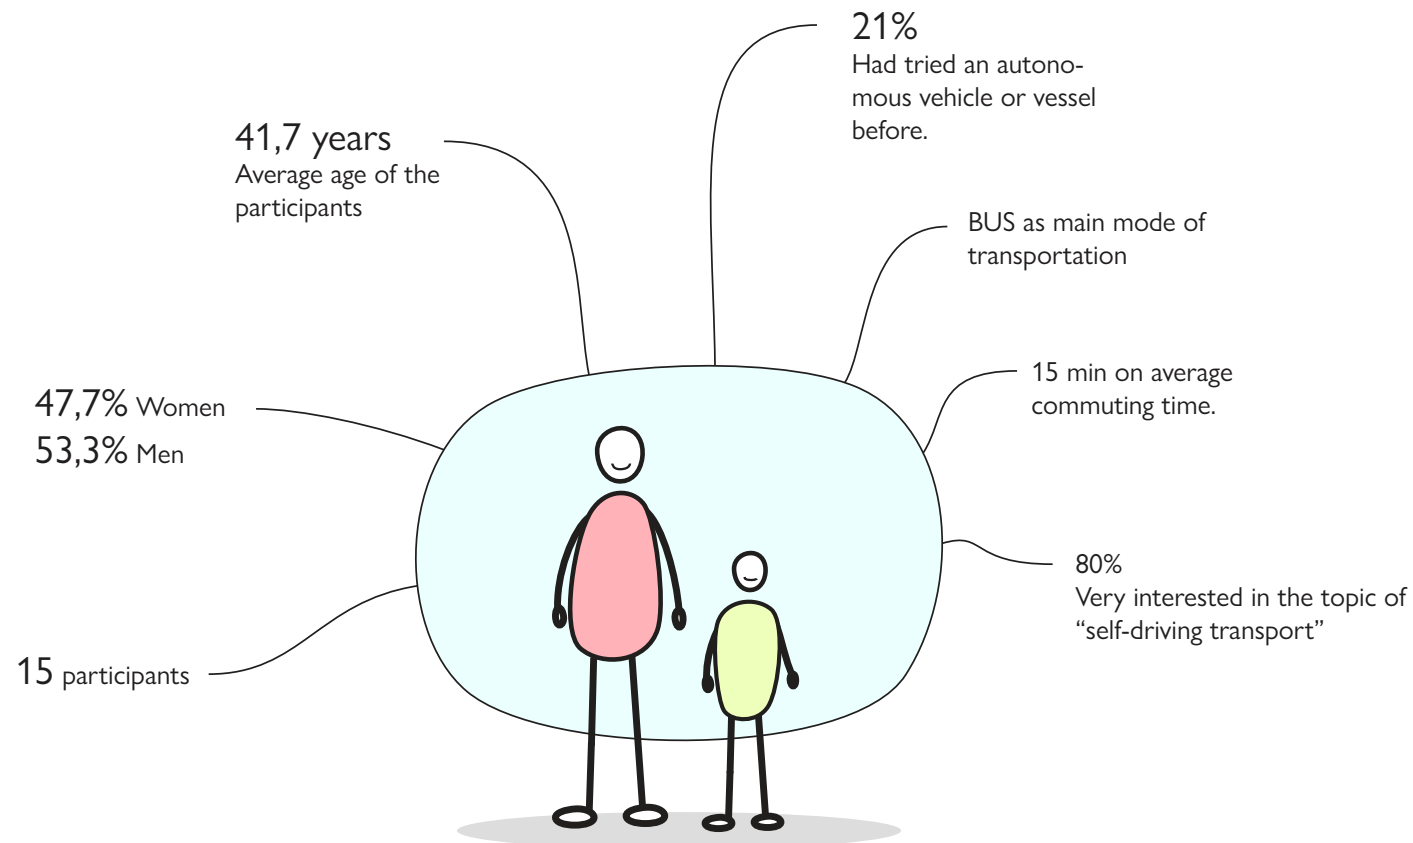 21%
Had tried an autono-
mous vehicle or vessel
before.
41,7 years
Average age of the
participants
BUS as main mode of
transportation
15 min on average
commuting time.
47,7% Women
53,3% Men
80%
Very interested in the topic of
“self-driving transport”
15 participants